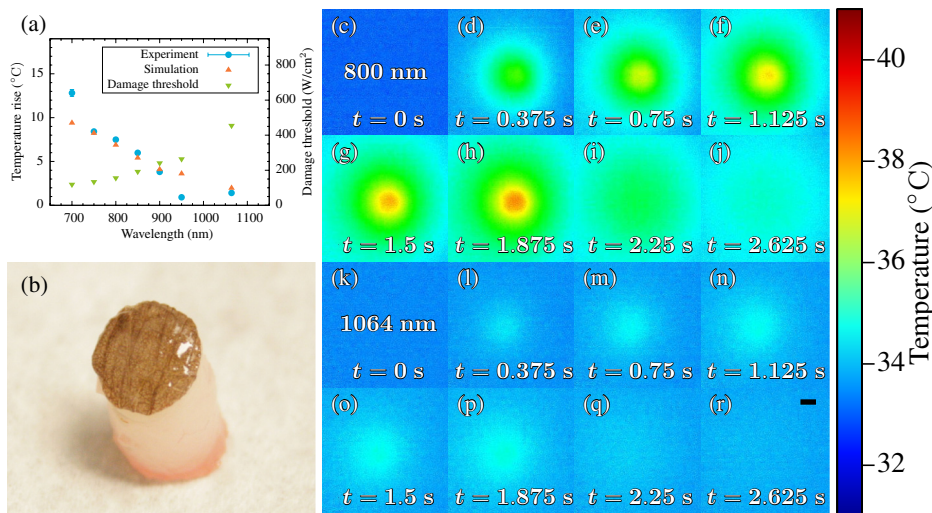 (a)
Experiment
Simulation
Damage threshold
Temperature rise (°C)
15
10
5
0
Damage threshold (W/cm²)
800
600
400
200
0
700 800 900 1000 1100
Wavelength (nm)
(b)
(c)
800 nm
t = 0 s
(d)
t = 0.375 s
(e)
t = 0.75 s
(f)
t = 1.125 s
(g)
t = 1.5 s
(h)
t = 1.875 s
(i)
t = 2.25 s
(j)
t = 2.625 s
(k)
1064 nm
t = 0 s
(l)
t = 0.375 s
(m)
t = 0.75 s
(n)
t = 1.125 s
(o)
t = 1.5 s
(p)
t = 1.875 s
(q)
t = 2.25 s
(r)
t = 2.625 s
40
38
36
34
32
Temperature (°C)